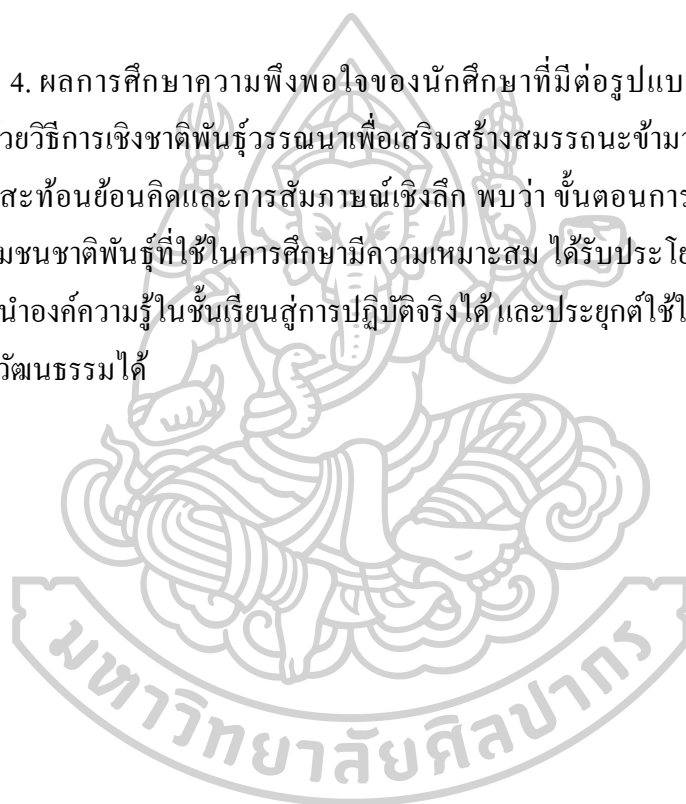 4. ผลการศึกษาความพึงพอใจของนักศึกษาที่มีต่อรูปแบบ
วยวิธีการเชิงชาติพันธุ์วรรณนาเพื่อเสริมสร้างสมรรถนะข้ามว
สะท้อนย้อนคิดและการสัมภาษณ์เชิงลึก พบว่า ขั้นตอนการ
มชนชาติพันธุ์ที่ใช้ในการศึกษามีความเหมาะสม ได้รับประโย
นำองค์ความรู้ในชั้นเรียนสู่การปฏิบัติจริงได้ และประยุกต์ใช้ใ
วัฒนธรรมได้
มหาวิทยาลัยศิลปากร